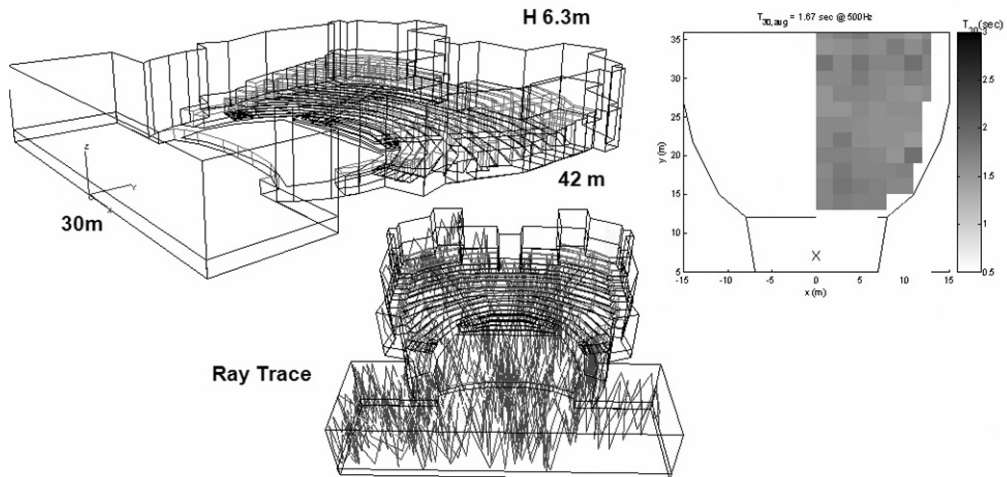 H 6.3m
42 m
30m
Z
Y
X
Ray Trace
T30,aug = 1.67 sec @ 500Hz
T30(sec)
35
30
25
20
15
10
5
y (m)
-15 -10 -5 0 5 10 15
x (m)
X
3
2.5
2
1.5
1
0.5